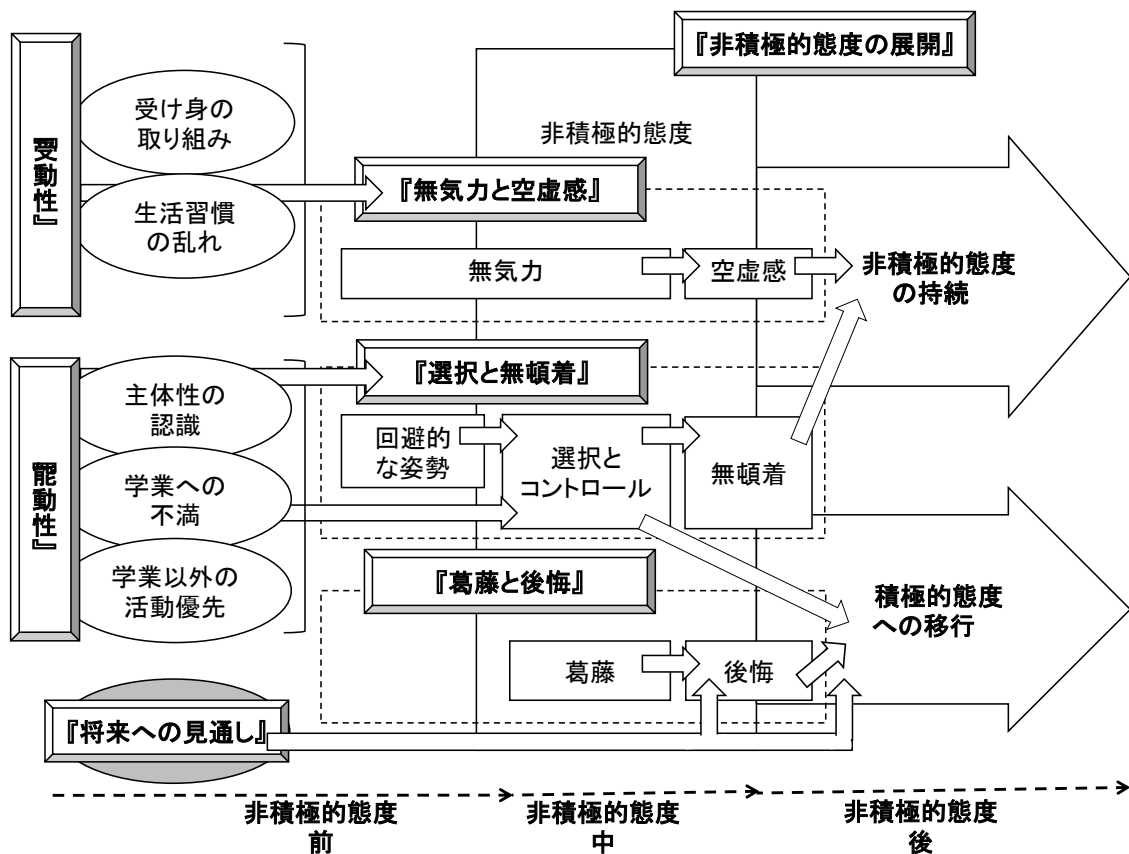 『非積極的態度の展開』
『受動性』
受け身の
取り組み
生活習慣
の乱れ
非積極的態度
『無気力と空虚感』
無気力
空虚感
非積極的態度
の持続
『能動性』
主体性の
認識
学業への
不満
学業以外の
活動優先
『選択と無頓着』
回避的
な姿勢
選択と
コントロール
無頓着
『葛藤と後悔』
葛藤
後悔
積極的態度
への移行
『将来への見通し』
非積極的態度
前
非積極的態度
中
非積極的態度
後